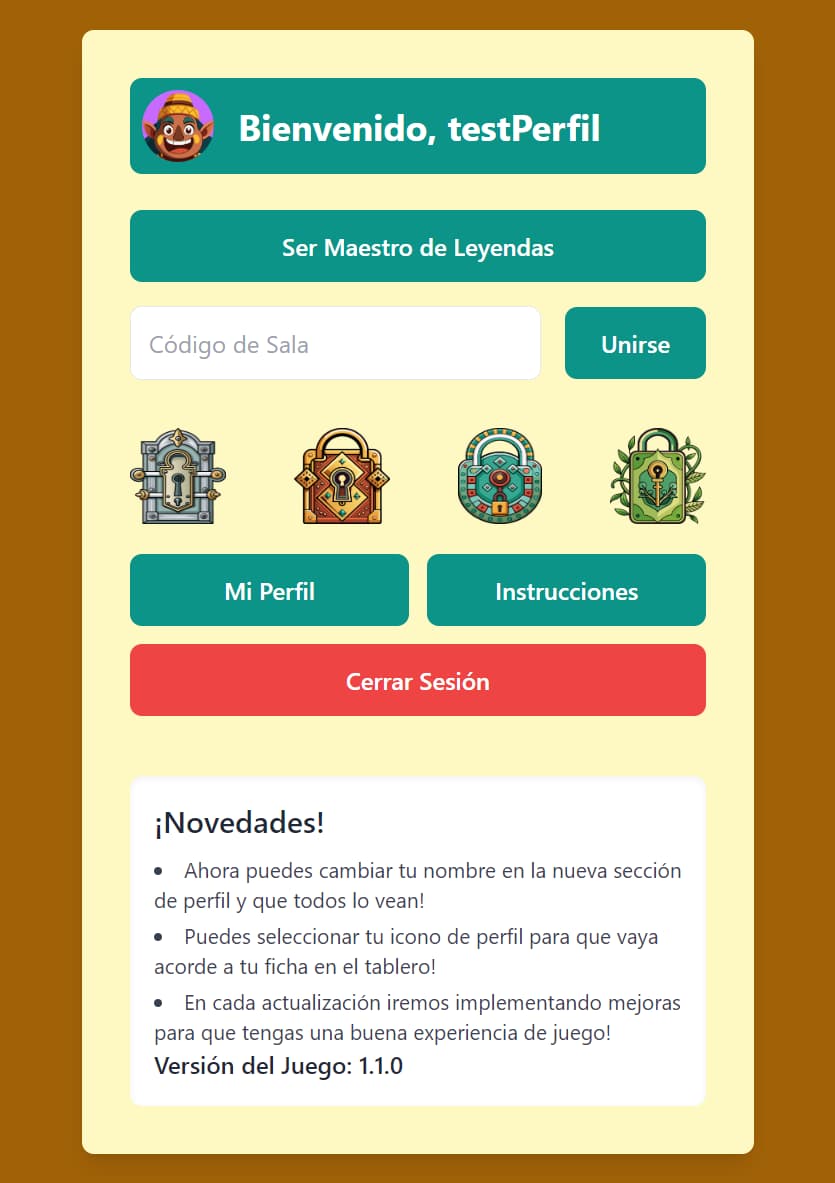 Bienvenido, testPerfil
Ser Maestro de Leyendas
Código de Sala
Unirse
Mi Perfil
Instrucciones
Cerrar Sesión
¡Novedades!
• Ahora puedes cambiar tu nombre en la nueva sección
de perfil y que todos lo vean!
• Puedes seleccionar tu icono de perfil para que vaya
acorde a tu ficha en el tablero!
• En cada actualización iremos implementando mejoras
para que tengas una buena experiencia de juego!
Versión del Juego: 1.1.0